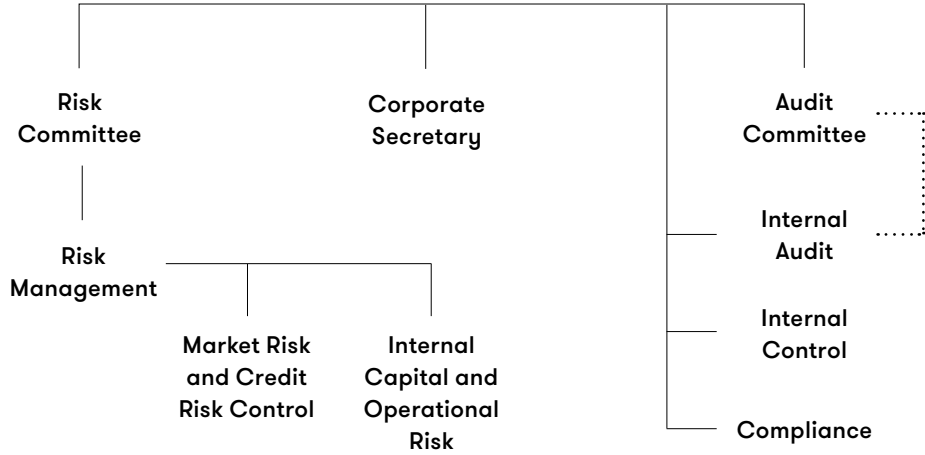 Risk
Committee
Corporate
Secretary
Audit
Committee
Internal
Audit
Risk
Management
Internal
Control
Market Risk
and Credit
Risk Control
Internal
Capital and
Operational
Risk
Compliance